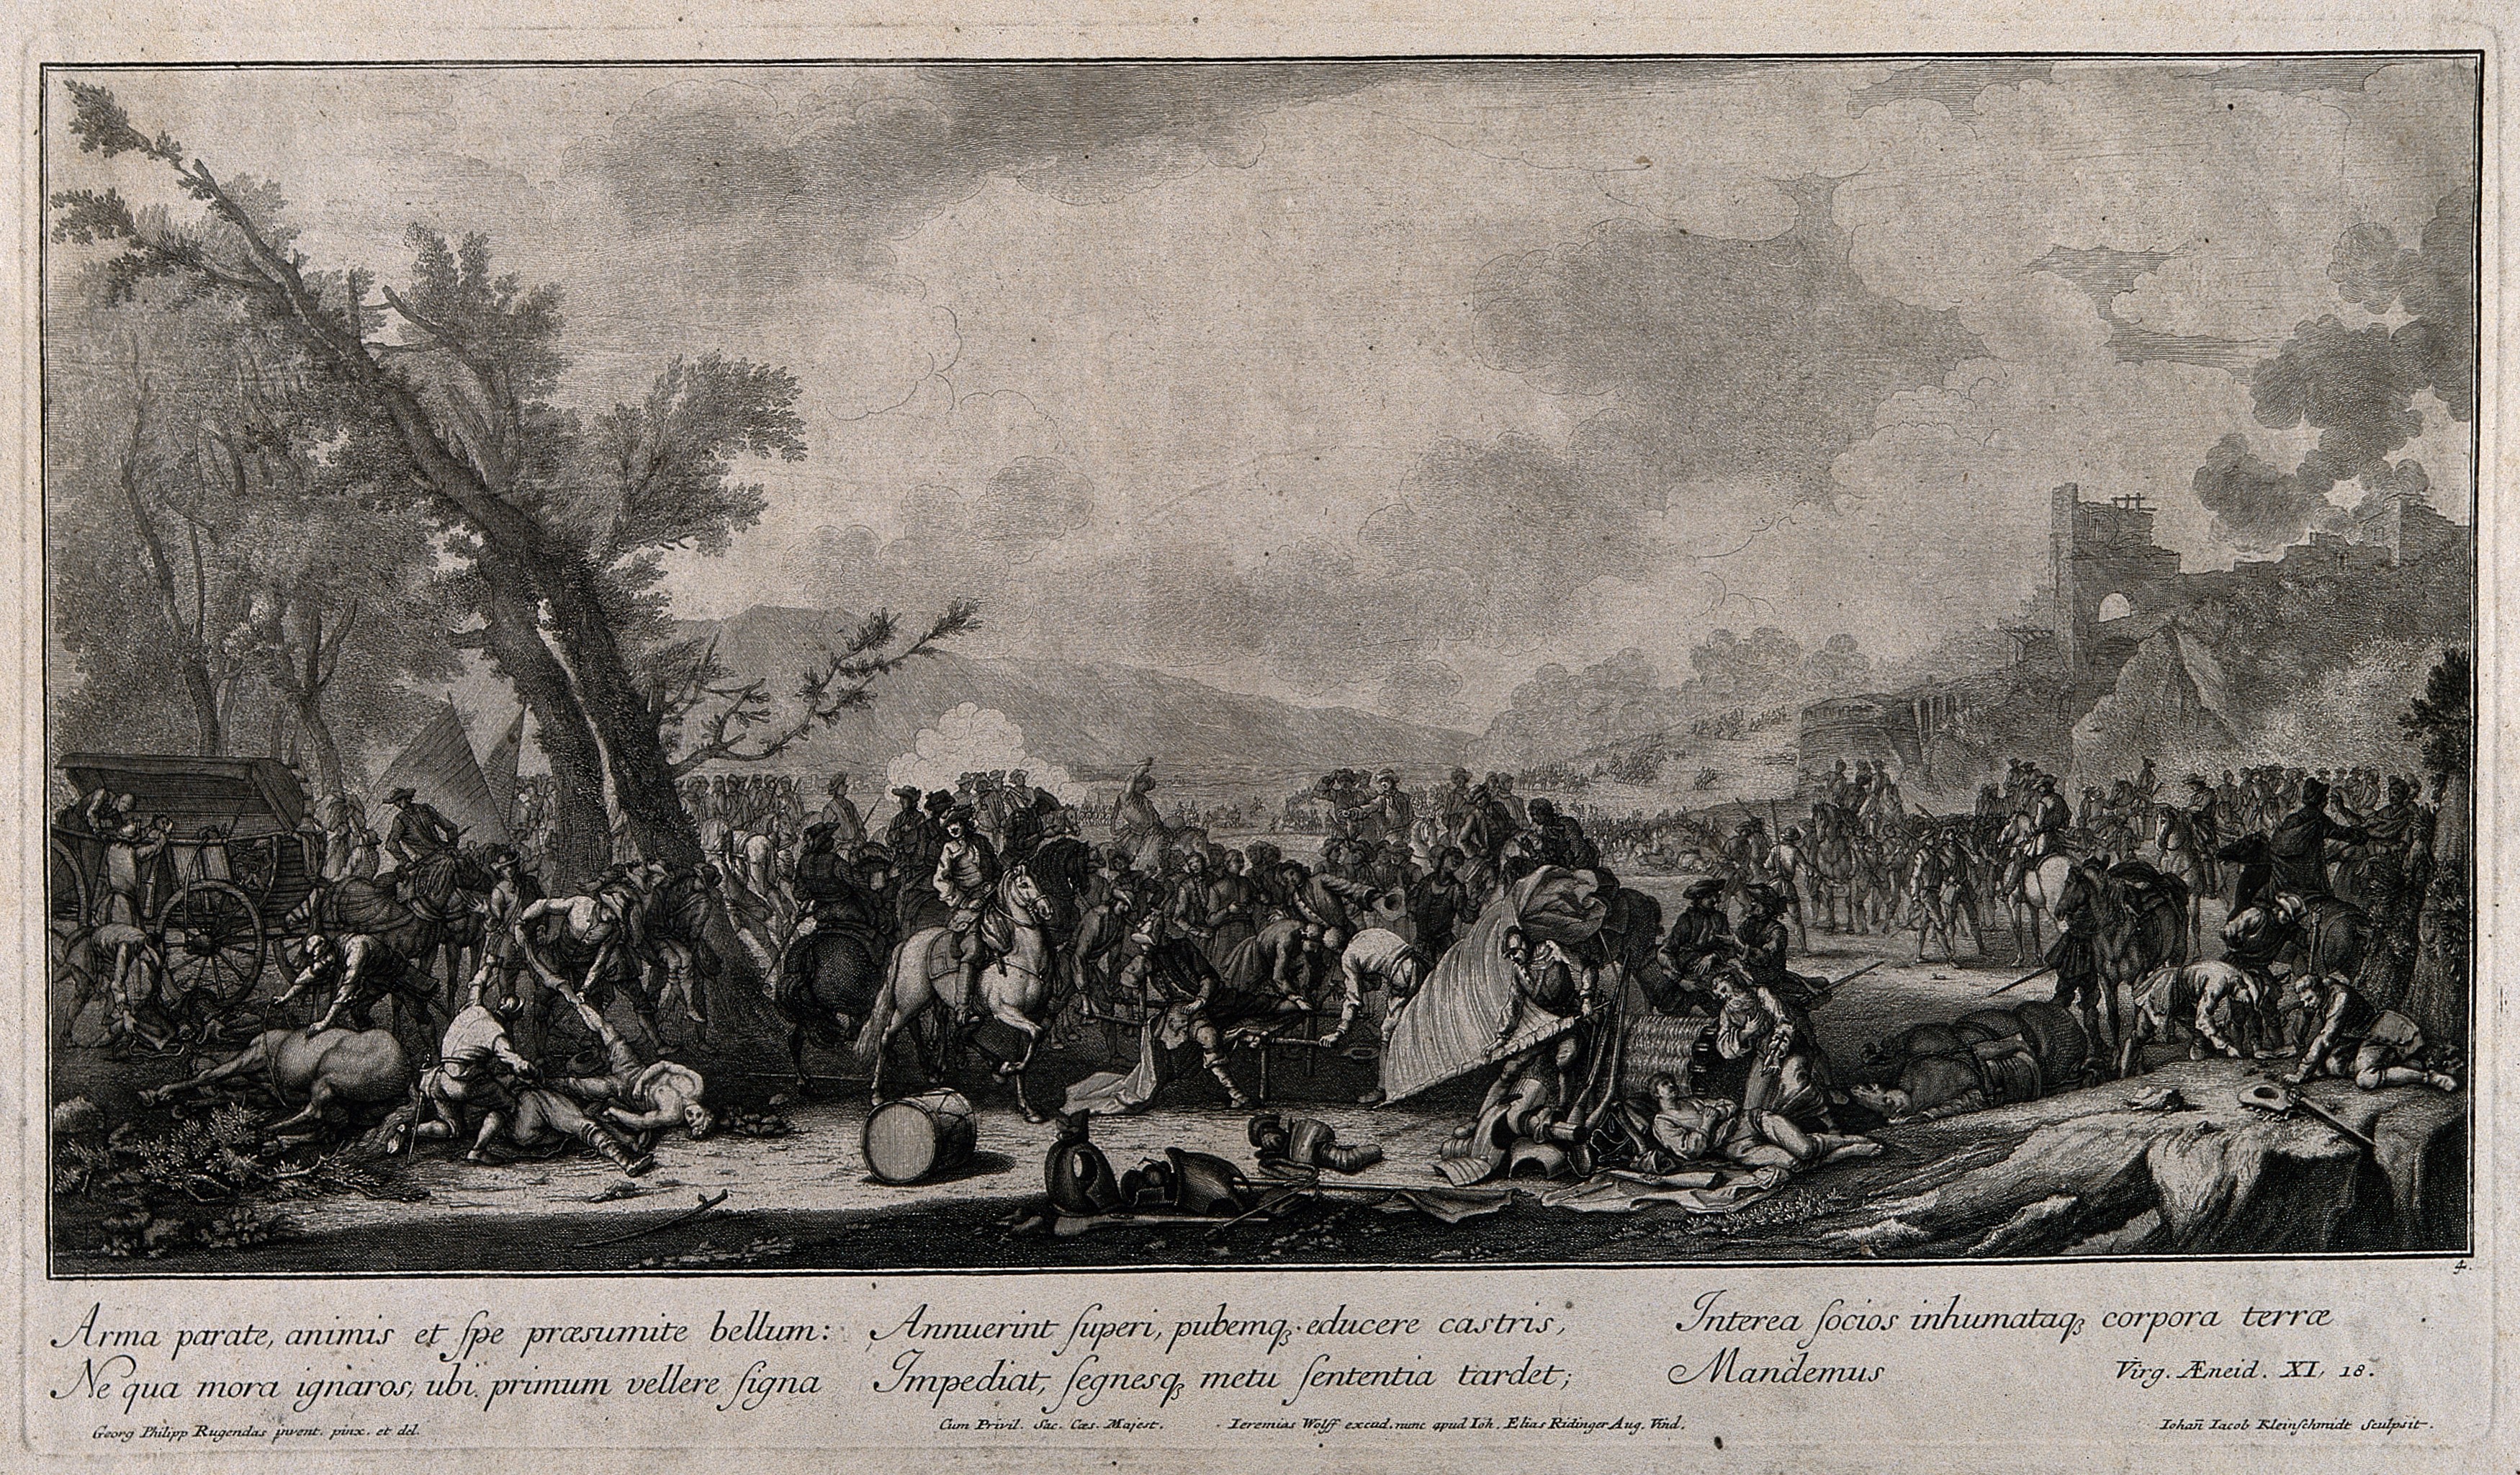 4.
Arma parate, animis et ſpe præsumite bellum:
Ne qua mora ignaros, ubi primum vellere ſigna
Annuerint ſuperi, pubemqꝫ educere castris,
Impediat, ſegnesqꝫ metu ſententia tardet;
Interea ſocios inhumataqꝫ corpora terræ
Mandemus
Virg. Æneid. XI, 18.
Georg Philipp Rugendas invent. pinx. et del.
Cum Privil. Sac. Cæs. Majest.
Ieremias Wolff excud. nunc apud Ioh. Elias Ridinger Aug. Vind.
Iohañ Iacob Kleinſchmidt Sculpsit.